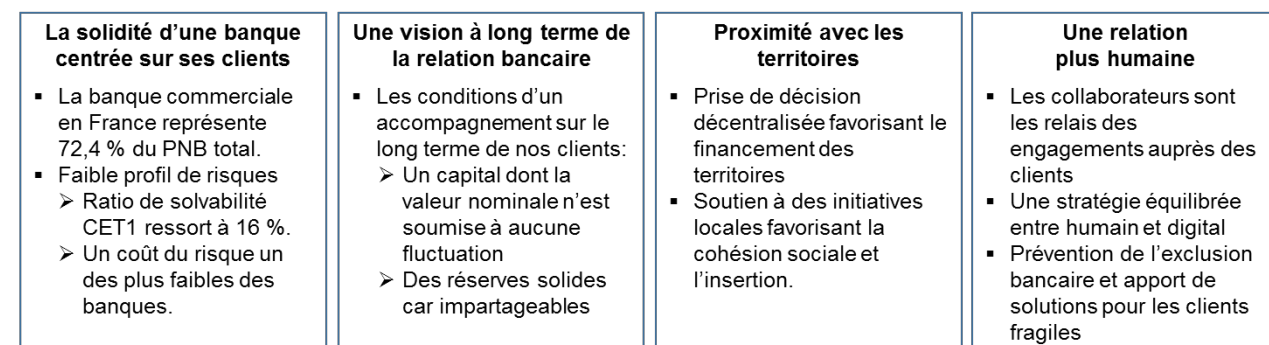 La solidité d'une banque
centrée sur ses clients
▪ La banque commerciale
en France représente
72,4 % du PNB total.
▪ Faible profil de risques
➢ Ratio de solvabilité
CET1 ressort à 16 %.
➢ Un coût du risque un
des plus faibles des
banques.
Une vision à long terme de
la relation bancaire
▪ Les conditions d'un
accompagnement sur le
long terme de nos clients:
➢ Un capital dont la
valeur nominale n'est
soumise à aucune
fluctuation
➢ Des réserves solides
car impartageables
Proximité avec les
territoires
▪ Prise de décision
décentralisée favorisant le
financement des
territoires
▪ Soutien à des initiatives
locales favorisant la
cohésion sociale et
l'insertion.
Une relation
plus humaine
▪ Les collaborateurs sont
les relais des
engagements auprès des
clients
▪ Une stratégie équilibrée
entre humain et digital
▪ Prévention de l'exclusion
bancaire et apport de
solutions pour les clients
fragiles